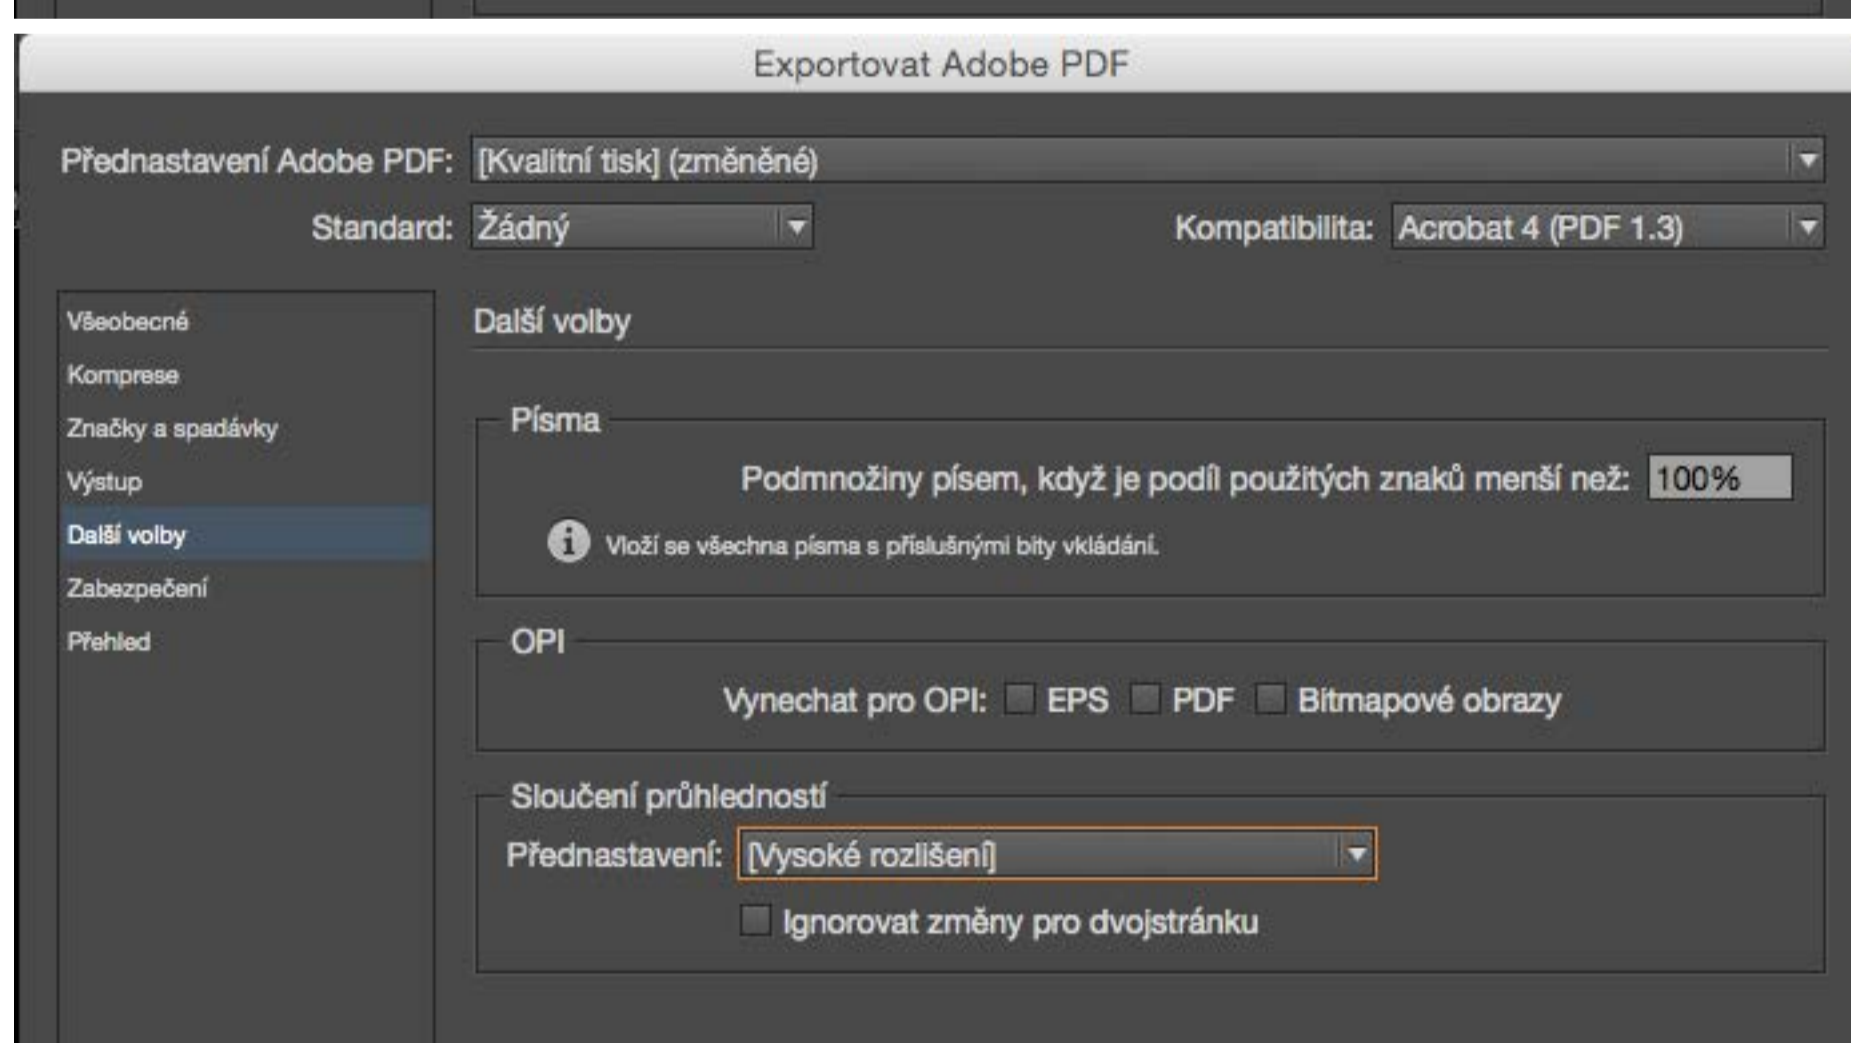 Exportovat Adobe PDF
Přednastavení Adobe PDF: [Kvalitní tisk] (změněné)
Standard: Žádný Kompatibilita: Acrobat 4 (PDF 1.3)
Všeobecné
Komprese
Značky a spadávky
Výstup
Další volby
Zabezpečení
Přehled
Další volby
Písma
Podmnožiny písem, když je podíl použitých znaků menší než: 100%
Vloží se všechna písma s příslušnými bity vkládání.
OPI
Vynechat pro OPI: EPS PDF Bitmapové obrazy
Sloučení průhledností
Přednastavení: [Vysoké rozlišení]
Ignorovat změny pro dvojstránku